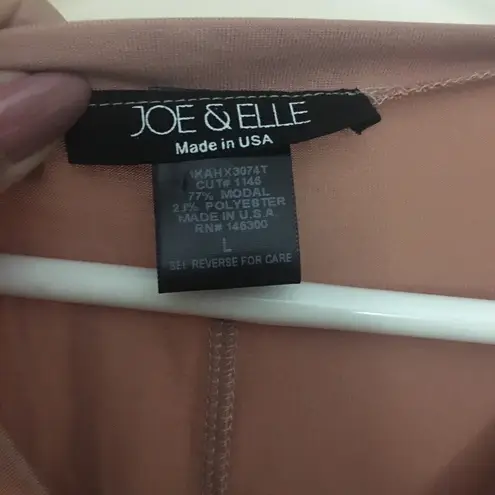 JOE & ELLE
Made in USA
1KAHX3074T
CUT# 1146
77% MODAL
23% POLYESTER
MADE IN U.S.A
RN# 146300
L
SEE REVERSE FOR CARE